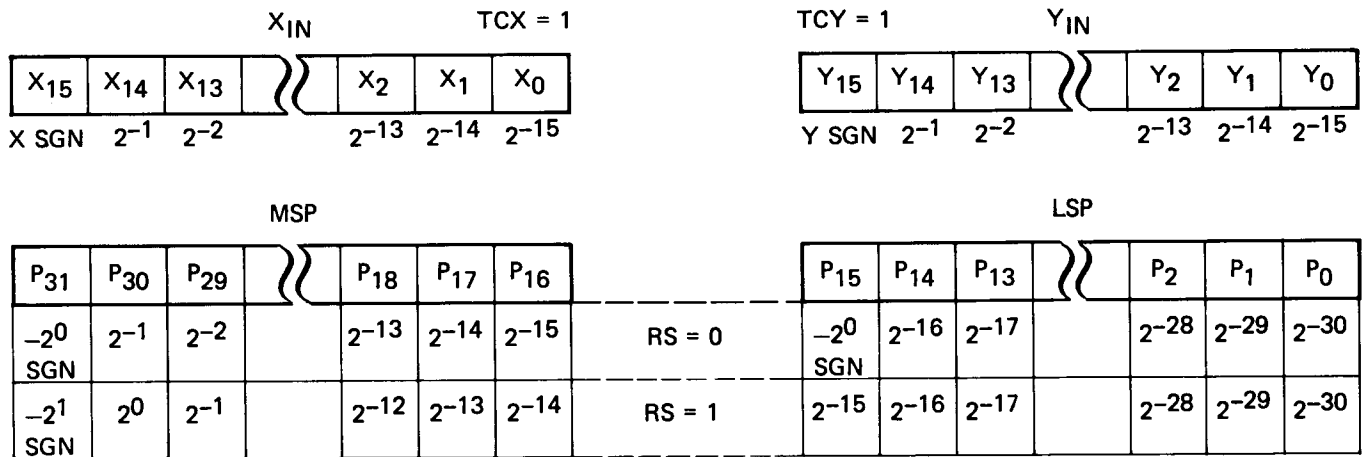 X_IN TCX = 1 TCY = 1 Y_IN
X15 X14 X13 X2 X1 X0 Y15 Y14 Y13 Y2 Y1 Y0
X SGN 2^–1 2^–2 2^–13 2^–14 2^–15 Y SGN 2^–1 2^–2 2^–13 2^–14 2^–15
MSP LSP
P31 P30 P29 P18 P17 P16 P15 P14 P13 P2 P1 P0
–2^0 2^–1 2^–2 2^–13 2^–14 2^–15 RS = 0 –2^0 2^–16 2^–17 2^–28 2^–29 2^–30
SGN SGN
–2^1 2^0 2^–1 2^–12 2^–13 2^–14 RS = 1 2^–15 2^–16 2^–17 2^–28 2^–29 2^–30
SGN